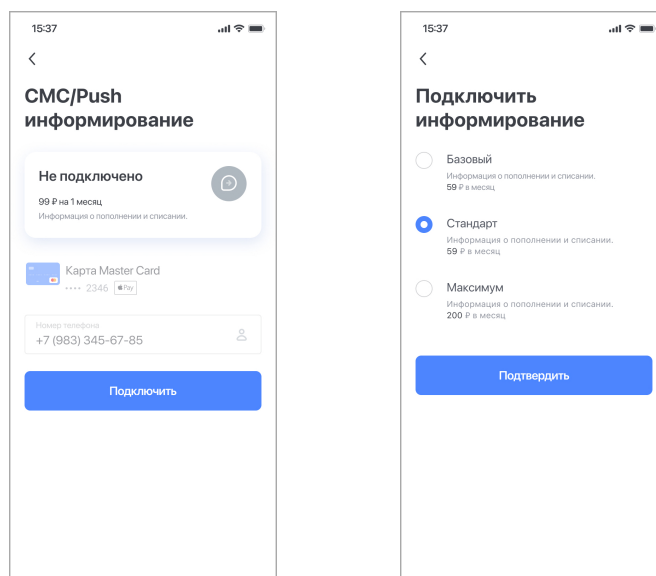 15:37
СМС/Push
информирование
Не подключено
99 ₽ на 1 месяц
Информация о пополнении и списании.
Карта Master Card
•••• 2346 Pay
Номер телефона
+7 (983) 345-67-85
Подключить
15:37
Подключить
информирование
Базовый
Информация о пополнении и списании.
59 ₽ в месяц
Стандарт
Информация о пополнении и списании.
59 ₽ в месяц
Максимум
Информация о пополнении и списании.
200 ₽ в месяц
Подтвердить